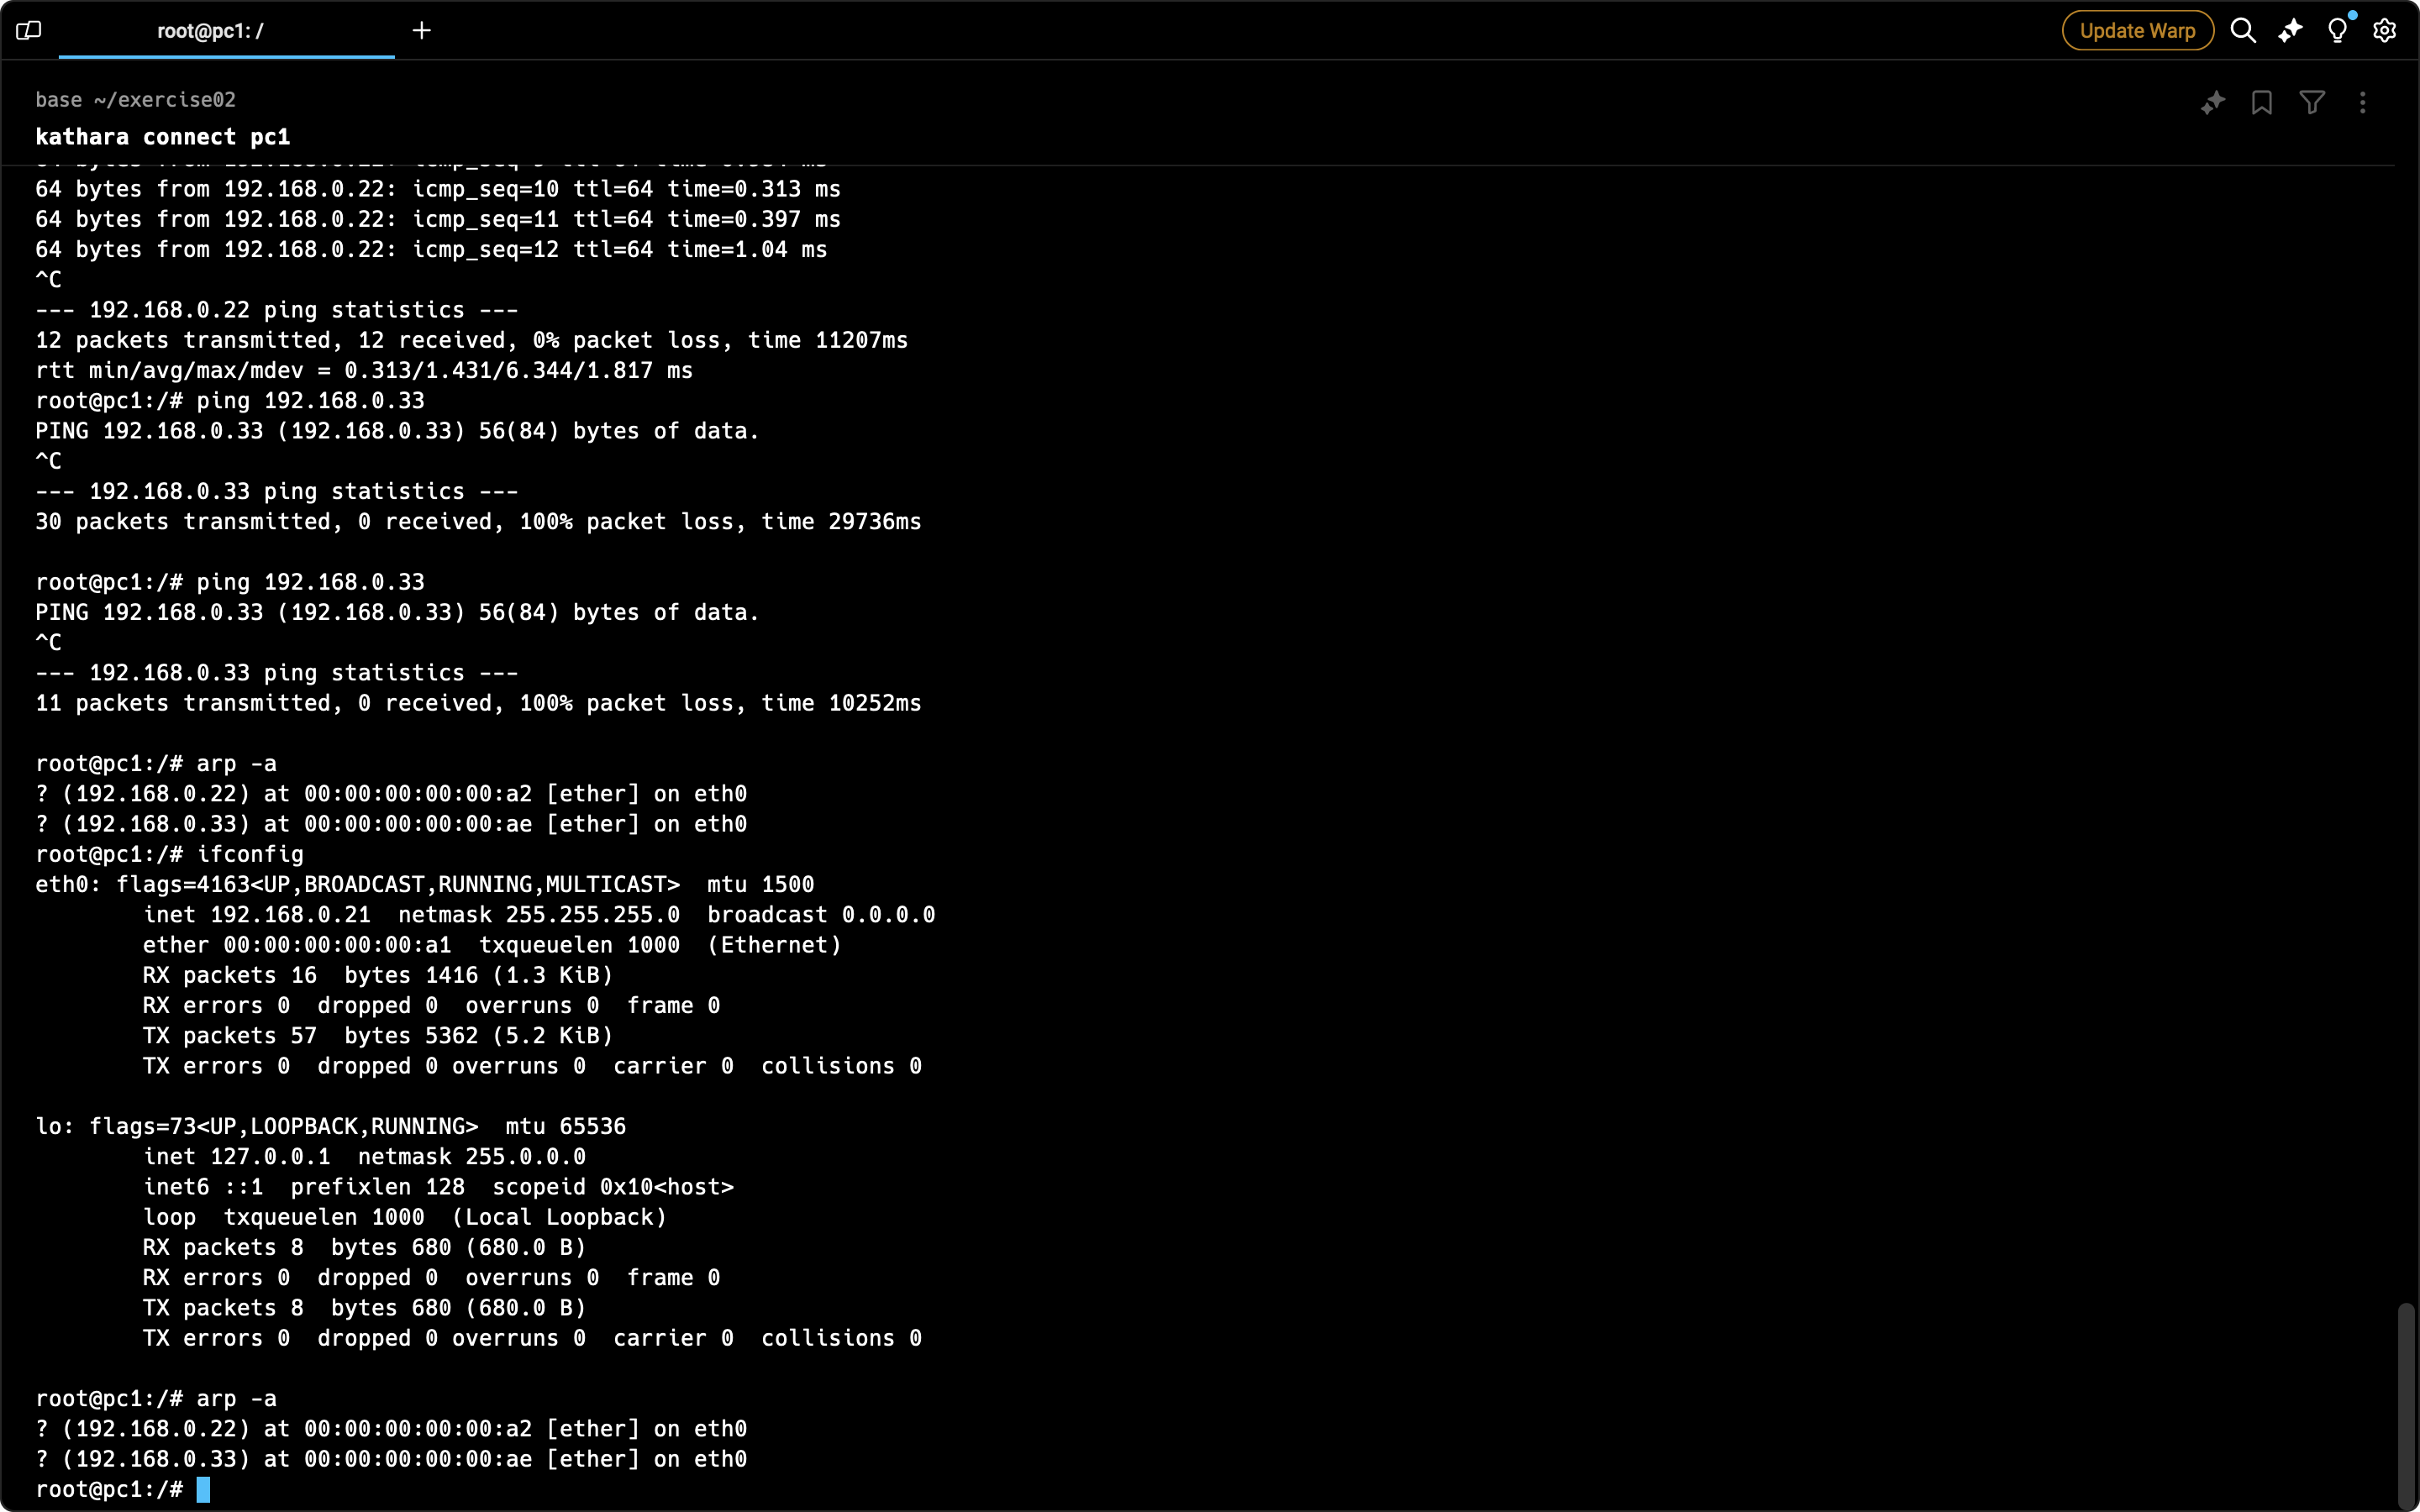 root@pc1: /
Update Warp
base ~/exercise02
kathara connect pc1
64 bytes from 192.168.0.22: icmp_seq=10 ttl=64 time=0.313 ms
64 bytes from 192.168.0.22: icmp_seq=11 ttl=64 time=0.397 ms
64 bytes from 192.168.0.22: icmp_seq=12 ttl=64 time=1.04 ms
^C
--- 192.168.0.22 ping statistics ---
12 packets transmitted, 12 received, 0% packet loss, time 11207ms
rtt min/avg/max/mdev = 0.313/1.431/6.344/1.817 ms
root@pc1:/# ping 192.168.0.33
PING 192.168.0.33 (192.168.0.33) 56(84) bytes of data.
^C
--- 192.168.0.33 ping statistics ---
30 packets transmitted, 0 received, 100% packet loss, time 29736ms
root@pc1:/# ping 192.168.0.33
PING 192.168.0.33 (192.168.0.33) 56(84) bytes of data.
^C
--- 192.168.0.33 ping statistics ---
11 packets transmitted, 0 received, 100% packet loss, time 10252ms
root@pc1:/# arp -a
? (192.168.0.22) at 00:00:00:00:00:a2 [ether] on eth0
? (192.168.0.33) at 00:00:00:00:00:ae [ether] on eth0
root@pc1:/# ifconfig
eth0: flags=4163<UP,BROADCAST,RUNNING,MULTICAST>  mtu 1500
        inet 192.168.0.21  netmask 255.255.255.0  broadcast 0.0.0.0
        ether 00:00:00:00:00:a1  txqueuelen 1000  (Ethernet)
        RX packets 16  bytes 1416 (1.3 KiB)
        RX errors 0  dropped 0  overruns 0  frame 0
        TX packets 57  bytes 5362 (5.2 KiB)
        TX errors 0  dropped 0 overruns 0  carrier 0  collisions 0
lo: flags=73<UP,LOOPBACK,RUNNING>  mtu 65536
        inet 127.0.0.1  netmask 255.0.0.0
        inet6 ::1  prefixlen 128  scopeid 0x10<host>
        loop  txqueuelen 1000  (Local Loopback)
        RX packets 8  bytes 680 (680.0 B)
        RX errors 0  dropped 0  overruns 0  frame 0
        TX packets 8  bytes 680 (680.0 B)
        TX errors 0  dropped 0 overruns 0  carrier 0  collisions 0
root@pc1:/# arp -a
? (192.168.0.22) at 00:00:00:00:00:a2 [ether] on eth0
? (192.168.0.33) at 00:00:00:00:00:ae [ether] on eth0
root@pc1:/#